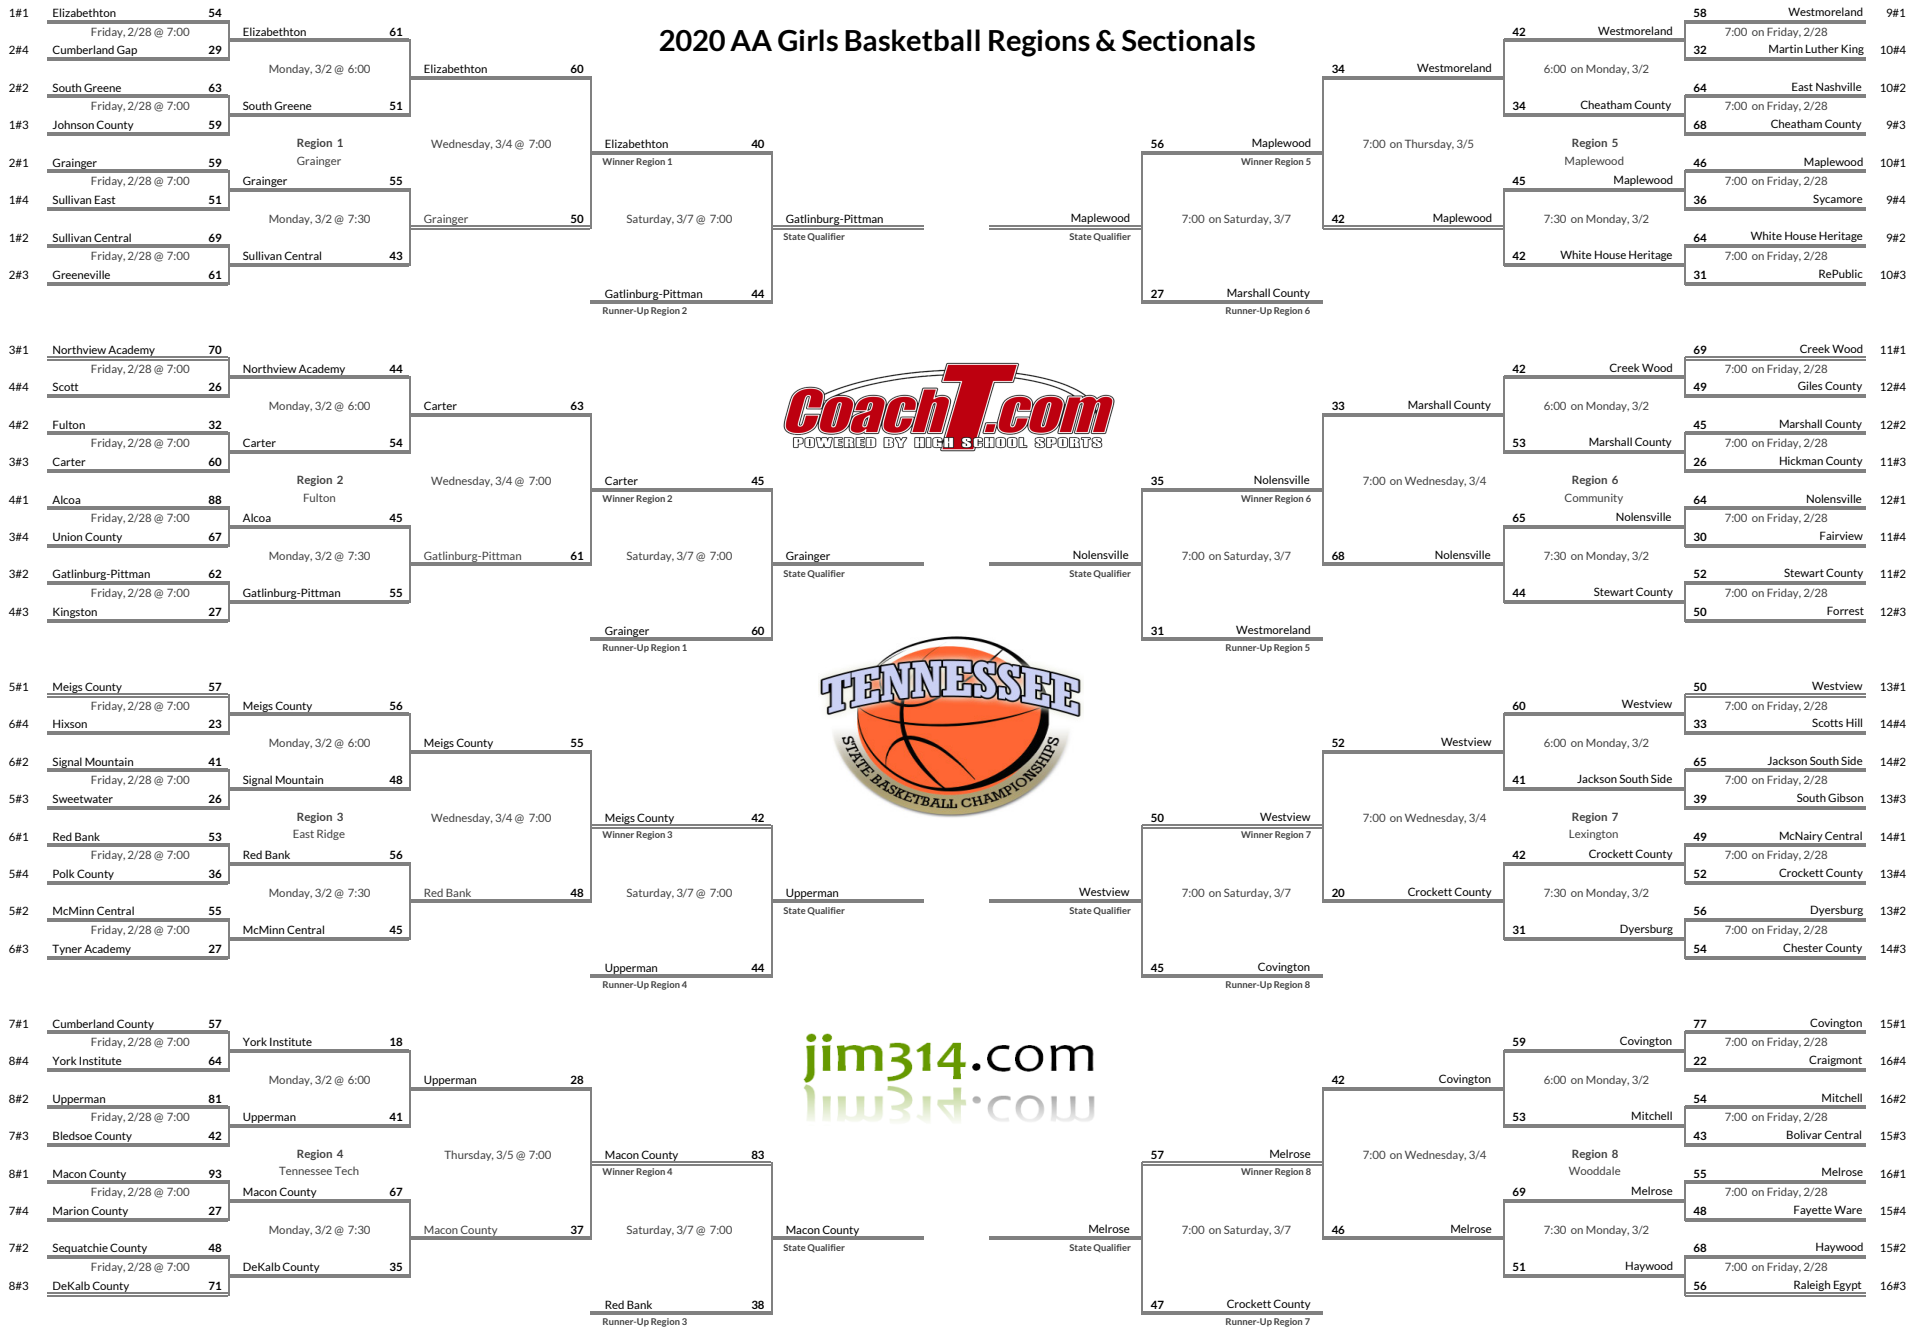 2020 AA Girls Basketball Regions & Sectionals
1#1 Elizabethton 54
Friday, 2/28 @ 7:00
2#4 Cumberland Gap 29
2#2 South Greene 63
Friday, 2/28 @ 7:00
1#3 Johnson County 59
2#1 Grainger 59
Friday, 2/28 @ 7:00
1#4 Sullivan East 51
1#2 Sullivan Central 69
Friday, 2/28 @ 7:00
2#3 Greeneville 61
Elizabethton 61
Monday, 3/2 @ 6:00
South Greene 51
Region 1
Grainger
Grainger 55
Monday, 3/2 @ 7:30
Sullivan Central 43
Elizabethton 60
Wednesday, 3/4 @ 7:00
Grainger 50
Elizabethton 40
Winner Region 1
Saturday, 3/7 @ 7:00
Gatlinburg-Pittman 44
Runner-Up Region 2
Gatlinburg-Pittman
State Qualifier
3#1 Northview Academy 70
Friday, 2/28 @ 7:00
4#4 Scott 26
4#2 Fulton 32
Friday, 2/28 @ 7:00
3#3 Carter 60
4#1 Alcoa 88
Friday, 2/28 @ 7:00
3#4 Union County 67
3#2 Gatlinburg-Pittman 62
Friday, 2/28 @ 7:00
4#3 Kingston 27
Northview Academy 44
Monday, 3/2 @ 6:00
Carter 54
Region 2
Fulton
Alcoa 45
Monday, 3/2 @ 7:30
Gatlinburg-Pittman 55
Carter 63
Wednesday, 3/4 @ 7:00
Gatlinburg-Pittman 61
Carter 45
Winner Region 2
Saturday, 3/7 @ 7:00
Grainger 60
Runner-Up Region 1
Grainger
State Qualifier
5#1 Meigs County 57
Friday, 2/28 @ 7:00
6#4 Hixson 23
6#2 Signal Mountain 41
Friday, 2/28 @ 7:00
5#3 Sweetwater 26
6#1 Red Bank 53
Friday, 2/28 @ 7:00
5#4 Polk County 36
5#2 McMinn Central 55
Friday, 2/28 @ 7:00
6#3 Tyner Academy 27
Meigs County 56
Monday, 3/2 @ 6:00
Signal Mountain 48
Region 3
East Ridge
Red Bank 56
Monday, 3/2 @ 7:30
McMinn Central 45
Meigs County 55
Wednesday, 3/4 @ 7:00
Red Bank 48
Meigs County 42
Winner Region 3
Saturday, 3/7 @ 7:00
Upperman 44
Runner-Up Region 4
Upperman
State Qualifier
7#1 Cumberland County 57
Friday, 2/28 @ 7:00
8#4 York Institute 64
8#2 Upperman 81
Friday, 2/28 @ 7:00
7#3 Bledsoe County 42
8#1 Macon County 93
Friday, 2/28 @ 7:00
7#4 Marion County 27
7#2 Sequatchie County 48
Friday, 2/28 @ 7:00
8#3 DeKalb County 71
York Institute 18
Monday, 3/2 @ 6:00
Upperman 41
Region 4
Tennessee Tech
Macon County 67
Monday, 3/2 @ 7:30
DeKalb County 35
Upperman 28
Thursday, 3/5 @ 7:00
Macon County 37
Macon County 83
Winner Region 4
Saturday, 3/7 @ 7:00
Red Bank 38
Runner-Up Region 3
Macon County
State Qualifier
CoachT.com
POWERED BY HIGH SCHOOL SPORTS
TENNESSEE
STATE BASKETBALL CHAMPIONSHIPS
jim314.com
58 Westmoreland 9#1
7:00 on Friday, 2/28
32 Martin Luther King 10#4
64 East Nashville 10#2
7:00 on Friday, 2/28
68 Cheatham County 9#3
46 Maplewood 10#1
7:00 on Friday, 2/28
36 Sycamore 9#4
64 White House Heritage 9#2
7:00 on Friday, 2/28
31 RePublic 10#3
42 Westmoreland
6:00 on Monday, 3/2
34 Cheatham County
Region 5
Maplewood
45 Maplewood
7:30 on Monday, 3/2
42 White House Heritage
34 Westmoreland
7:00 on Thursday, 3/5
42 Maplewood
56 Maplewood
Winner Region 5
7:00 on Saturday, 3/7
27 Marshall County
Runner-Up Region 6
Maplewood
State Qualifier
69 Creek Wood 11#1
7:00 on Friday, 2/28
49 Giles County 12#4
45 Marshall County 12#2
7:00 on Friday, 2/28
26 Hickman County 11#3
64 Nolensville 12#1
7:00 on Friday, 2/28
30 Fairview 11#4
52 Stewart County 11#2
7:00 on Friday, 2/28
50 Forrest 12#3
42 Creek Wood
6:00 on Monday, 3/2
53 Marshall County
Region 6
Community
65 Nolensville
7:30 on Monday, 3/2
44 Stewart County
33 Marshall County
7:00 on Wednesday, 3/4
68 Nolensville
35 Nolensville
Winner Region 6
7:00 on Saturday, 3/7
31 Westmoreland
Runner-Up Region 5
Nolensville
State Qualifier
50 Westview 13#1
7:00 on Friday, 2/28
33 Scotts Hill 14#4
65 Jackson South Side 14#2
7:00 on Friday, 2/28
39 South Gibson 13#3
49 McNairy Central 14#1
7:00 on Friday, 2/28
52 Crockett County 13#4
56 Dyersburg 13#2
7:00 on Friday, 2/28
54 Chester County 14#3
60 Westview
6:00 on Monday, 3/2
41 Jackson South Side
Region 7
Lexington
42 Crockett County
7:30 on Monday, 3/2
31 Dyersburg
52 Westview
7:00 on Wednesday, 3/4
20 Crockett County
50 Westview
Winner Region 7
7:00 on Saturday, 3/7
45 Covington
Runner-Up Region 8
Westview
State Qualifier
77 Covington 15#1
7:00 on Friday, 2/28
22 Craigmont 16#4
54 Mitchell 16#2
7:00 on Friday, 2/28
43 Bolivar Central 15#3
55 Melrose 16#1
7:00 on Friday, 2/28
48 Fayette Ware 15#4
68 Haywood 15#2
7:00 on Friday, 2/28
56 Raleigh Egypt 16#3
59 Covington
6:00 on Monday, 3/2
53 Mitchell
Region 8
Wooddale
69 Melrose
7:30 on Monday, 3/2
51 Haywood
42 Covington
7:00 on Wednesday, 3/4
46 Melrose
57 Melrose
Winner Region 8
7:00 on Saturday, 3/7
47 Crockett County
Runner-Up Region 7
Melrose
State Qualifier